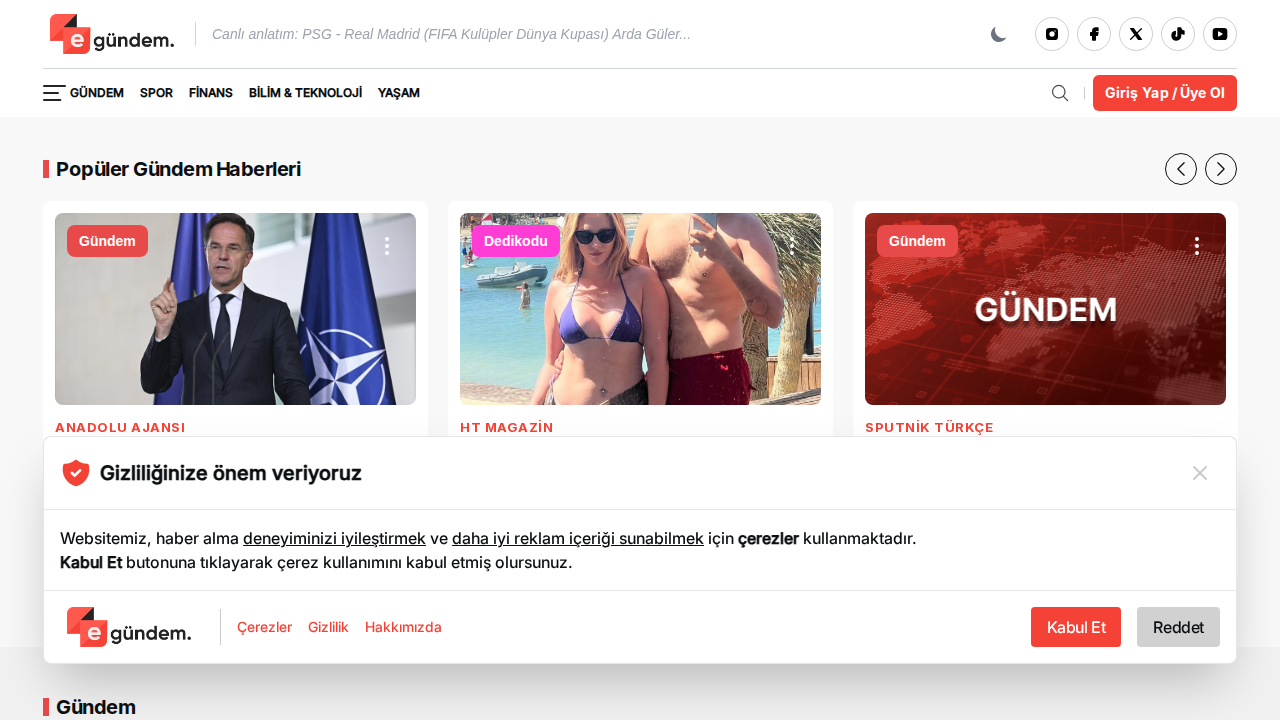 e gündem.
Canlı anlatım: PSG - Real Madrid (FIFA Kulüpler Dünya Kupası) Arda Güler...
GÜNDEM SPOR FİNANS BİLİM & TEKNOLOJİ YAŞAM
Giriş Yap / Üye Ol
Popüler Gündem Haberleri
Gündem
Dedikodu
Gündem
GÜNDEM
ANADOLU AJANSI
HT MAGAZİN
SPUTNİK TÜRKÇE
Gizliliğinize önem veriyoruz
Websitemiz, haber alma deneyiminizi iyileştirmek ve daha iyi reklam içeriği sunabilmek için çerezler kullanmaktadır.
Kabul Et butonuna tıklayarak çerez kullanımını kabul etmiş olursunuz.
e gündem.
Çerezler Gizlilik Hakkımızda
Kabul Et
Reddet
Gündem